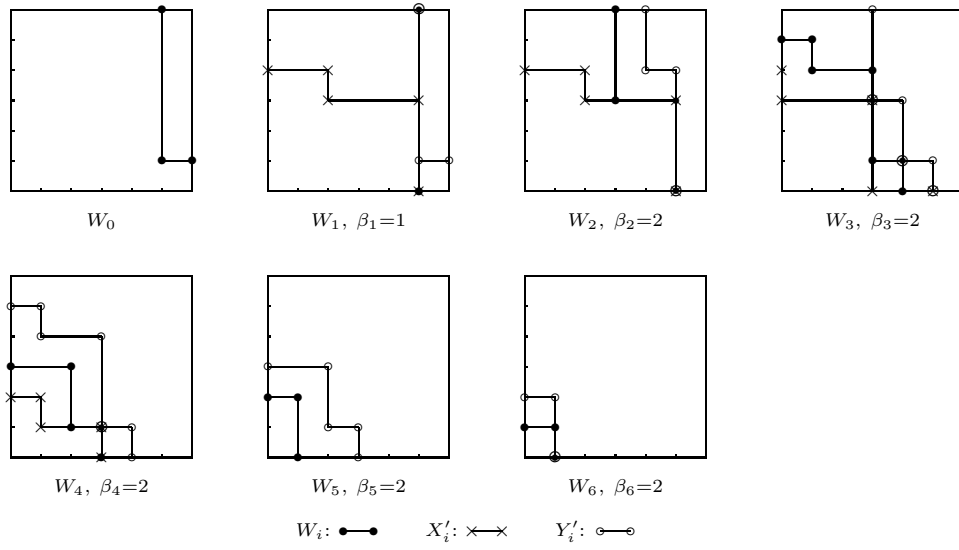 W₀
W₁, β₁=1
W₂, β₂=2
W₃, β₃=2
W₄, β₄=2
W₅, β₅=2
W₆, β₆=2
Wᵢ: X′ᵢ: Y′ᵢ: